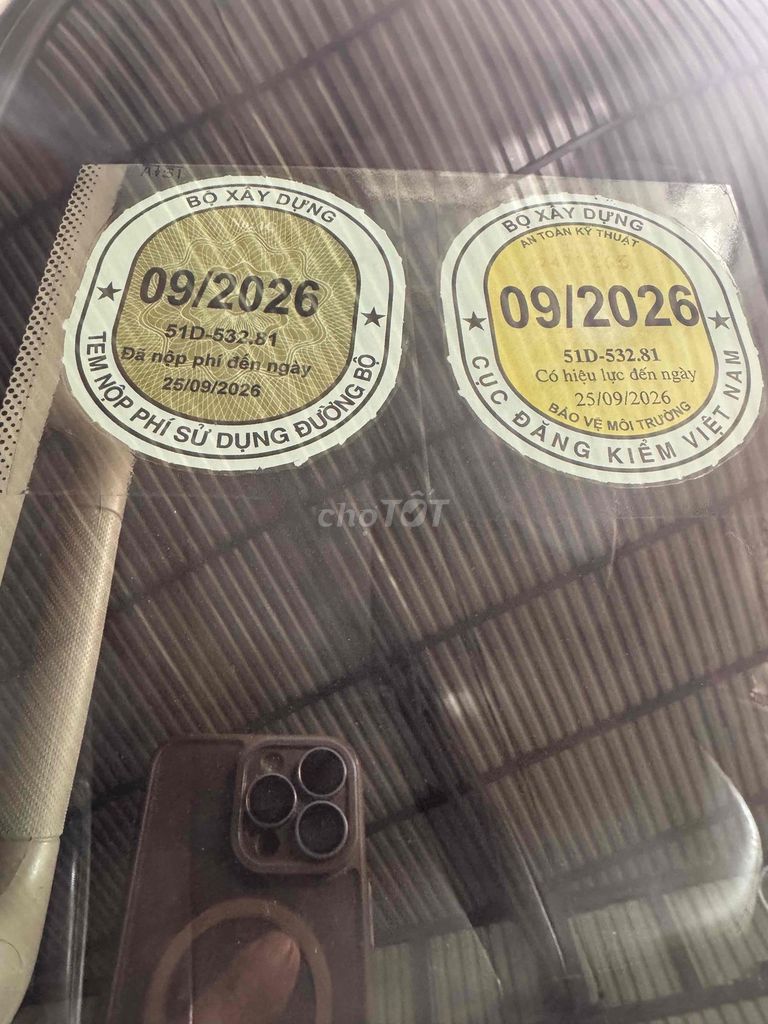 BỘ XÂY DỰNG
09/2026
51D-532.81
Đã nộp phí đến ngày
25/09/2026
TEM NỘP PHÍ SỬ DỤNG ĐƯỜNG BỘ
BỘ XÂY DỰNG
AN TOÀN KỸ THUẬT
09/2026
51D-532.81
Có hiệu lực đến ngày
25/09/2026
BẢO VỆ MÔI TRƯỜNG
CỤC ĐĂNG KIỂM VIỆT NAM
choTỐT